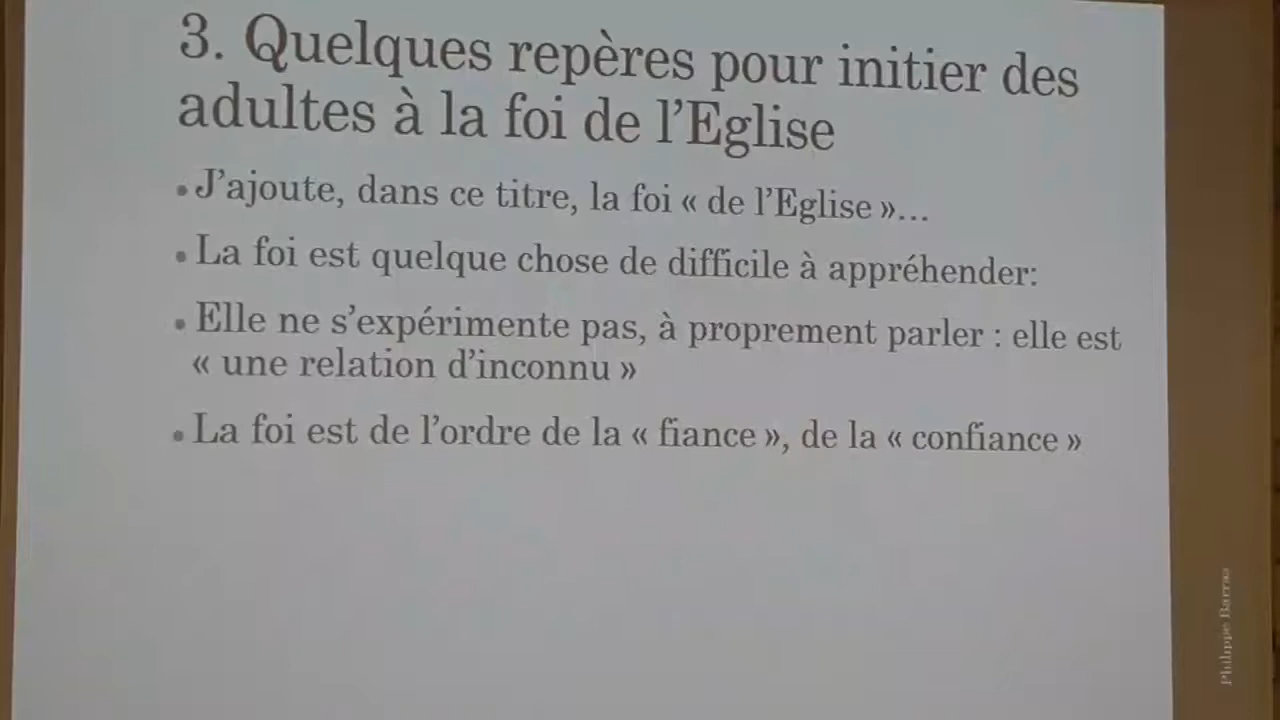 3. Quelques repères pour initier des
adultes à la foi de l'Eglise
• J'ajoute, dans ce titre, la foi « de l'Eglise »...
• La foi est quelque chose de difficile à appréhender:
• Elle ne s'expérimente pas, à proprement parler : elle est
« une relation d'inconnu »
• La foi est de l'ordre de la « fiance », de la « confiance »
Philippe Barras